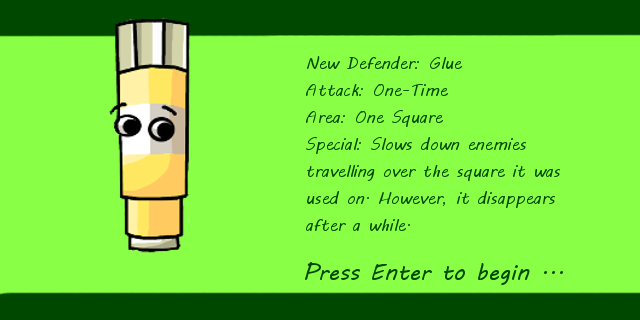 New Defender: Glue
Attack: One-Time
Area: One Square
Special: Slows down enemies
travelling over the square it was
used on. However, it disappears
after a while.
Press Enter to begin ...